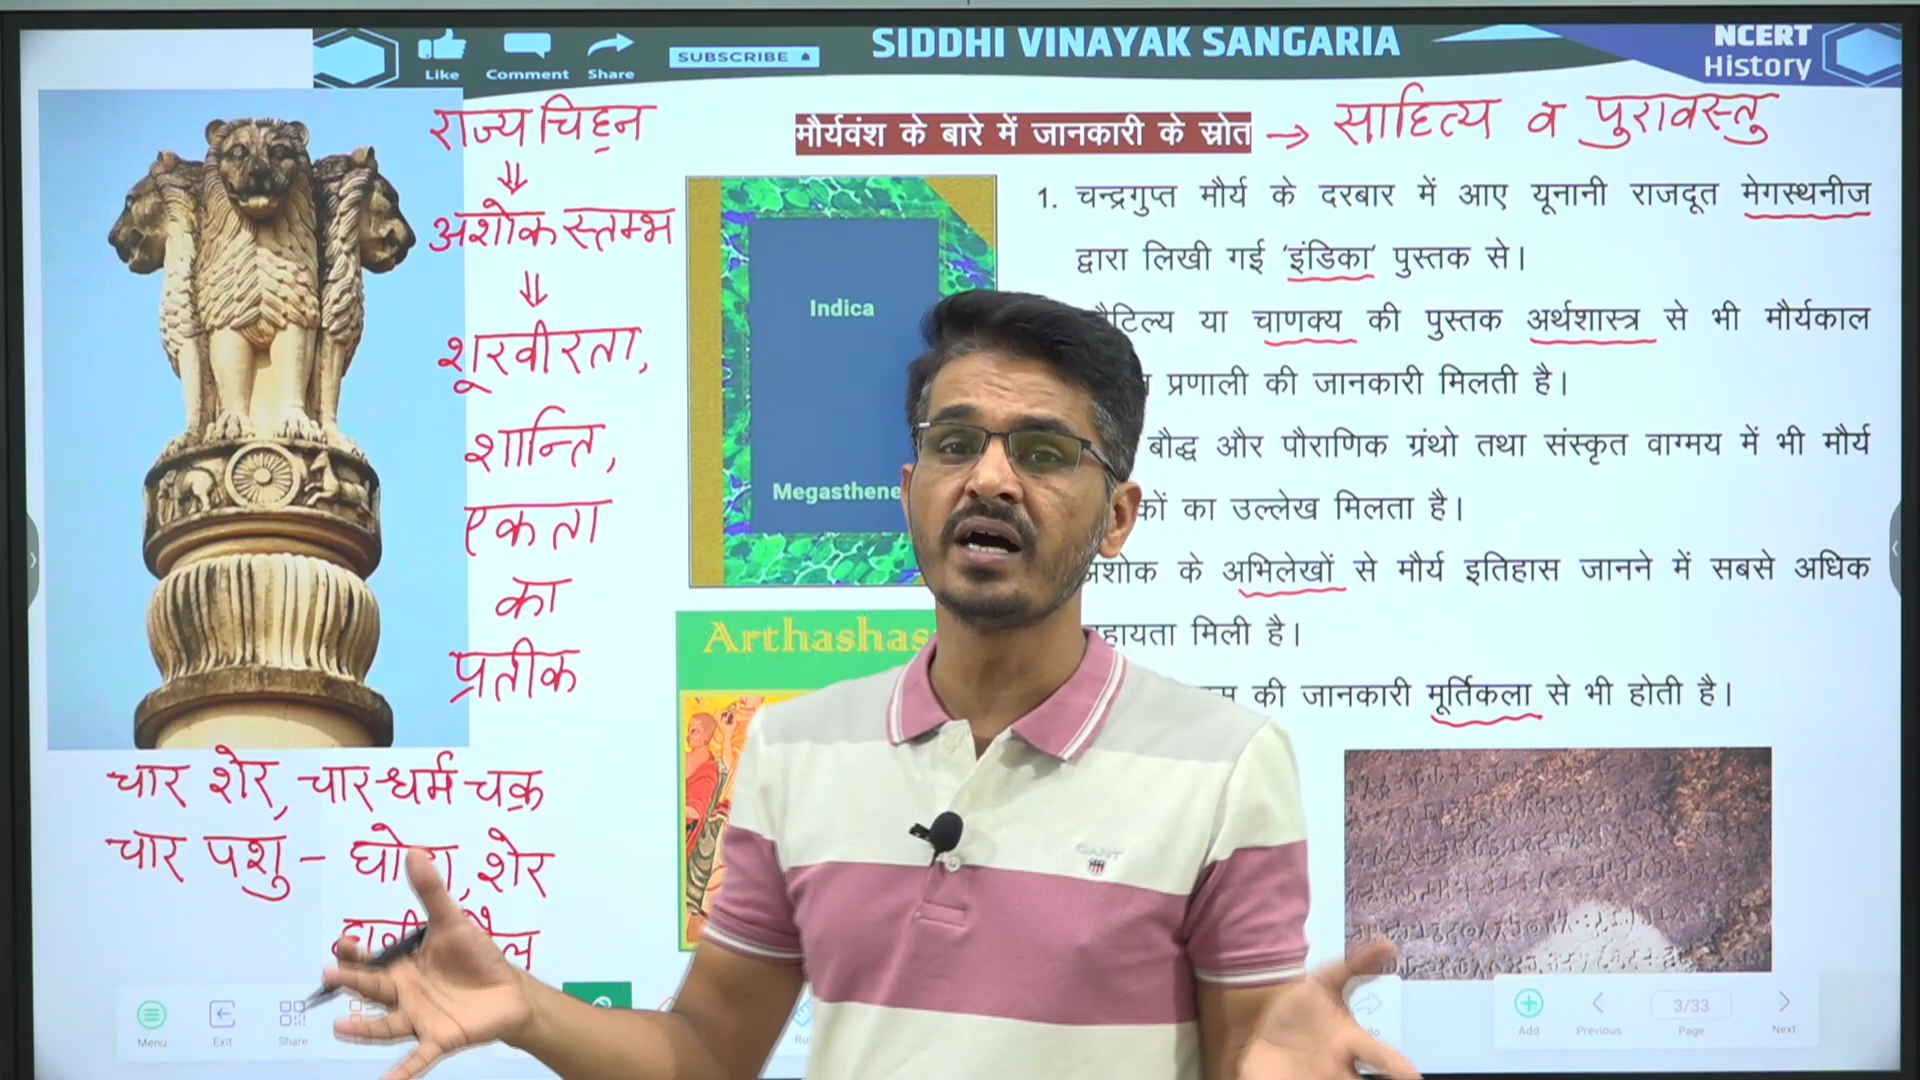 SIDDHI VINAYAK SANGARIA
NCERT
History
Like
Comment
Share
SUBSCRIBE
राज्य चिह्न
अशोक स्तम्भ
शूरवीरता,
शान्ति,
एकता
का
प्रतीक
चार शेर, चार धर्म चक्र
चार पशु - घोड़ा, शेर
मौर्यवंश के बारे में जानकारी के स्रोत → साहित्य व पुरावस्तु
1. चन्द्रगुप्त मौर्य के दरबार में आए यूनानी राजदूत मेगस्थनीज
द्वारा लिखी गई 'इंडिका' पुस्तक से।
या चाणक्य की पुस्तक अर्थशास्त्र से भी मौर्यकाल
प्रणाली की जानकारी मिलती है।
बौद्ध और पौराणिक ग्रंथो तथा संस्कृत वाग्मय में भी मौर्य
का उल्लेख मिलता है।
के अभिलेखों से मौर्य इतिहास जानने में सबसे अधिक
मिली है।
की जानकारी मूर्तिकला से भी होती है।
Indica
Megasthene
Arthashas
GANT
Menu
Exit
Share
Add
Previous
3/33
Page
Next